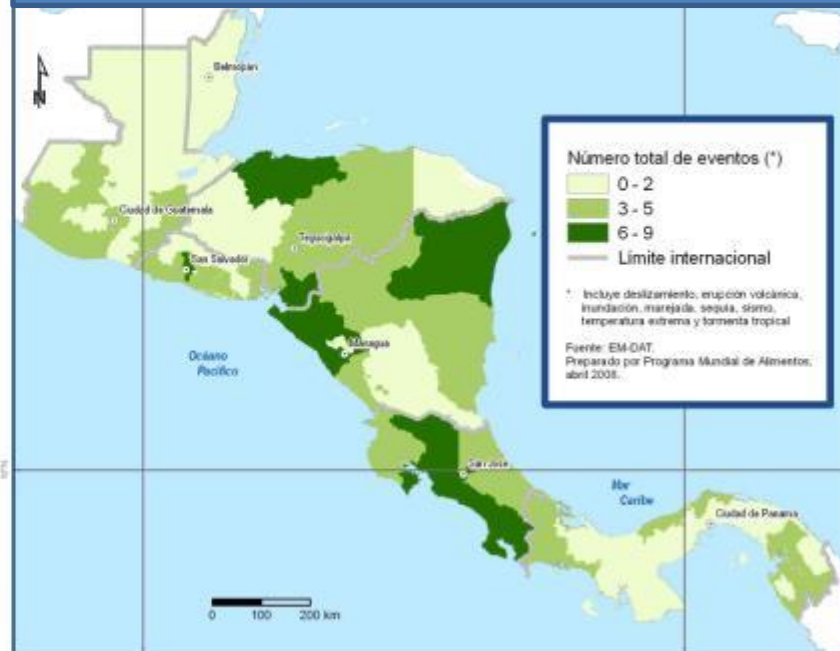 N
Belmopan
Ciudad de Guatemala
Tegucigalpa
San Salvador
Managua
Océano
Pacífico
San José
Mar
Caribe
Ciudad de Panama
0 100 200 km
Número total de eventos (*)
0 - 2
3 - 5
6 - 9
Límite internacional
* Incluye deslizamiento, erupción volcánica,
inundación, marejada, sequía, sismo,
temperatura extrema y tormenta tropical
Fuente: EM-DAT.
Preparado por Programa Mundial de Alimentos,
abril 2008.